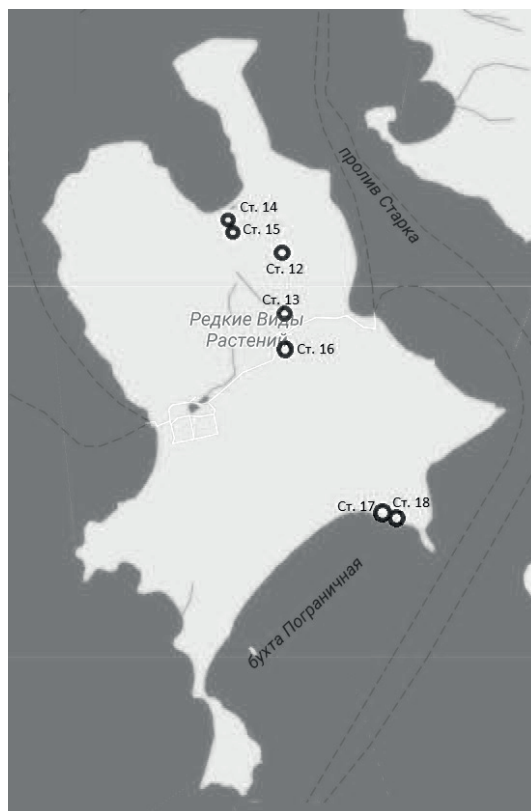 пролив Старка
Ст. 14
Ст. 15
Ст. 12
Ст. 13
Редкие Виды
Растений
Ст. 16
Ст. 17
Ст. 18
бухта Пограничная